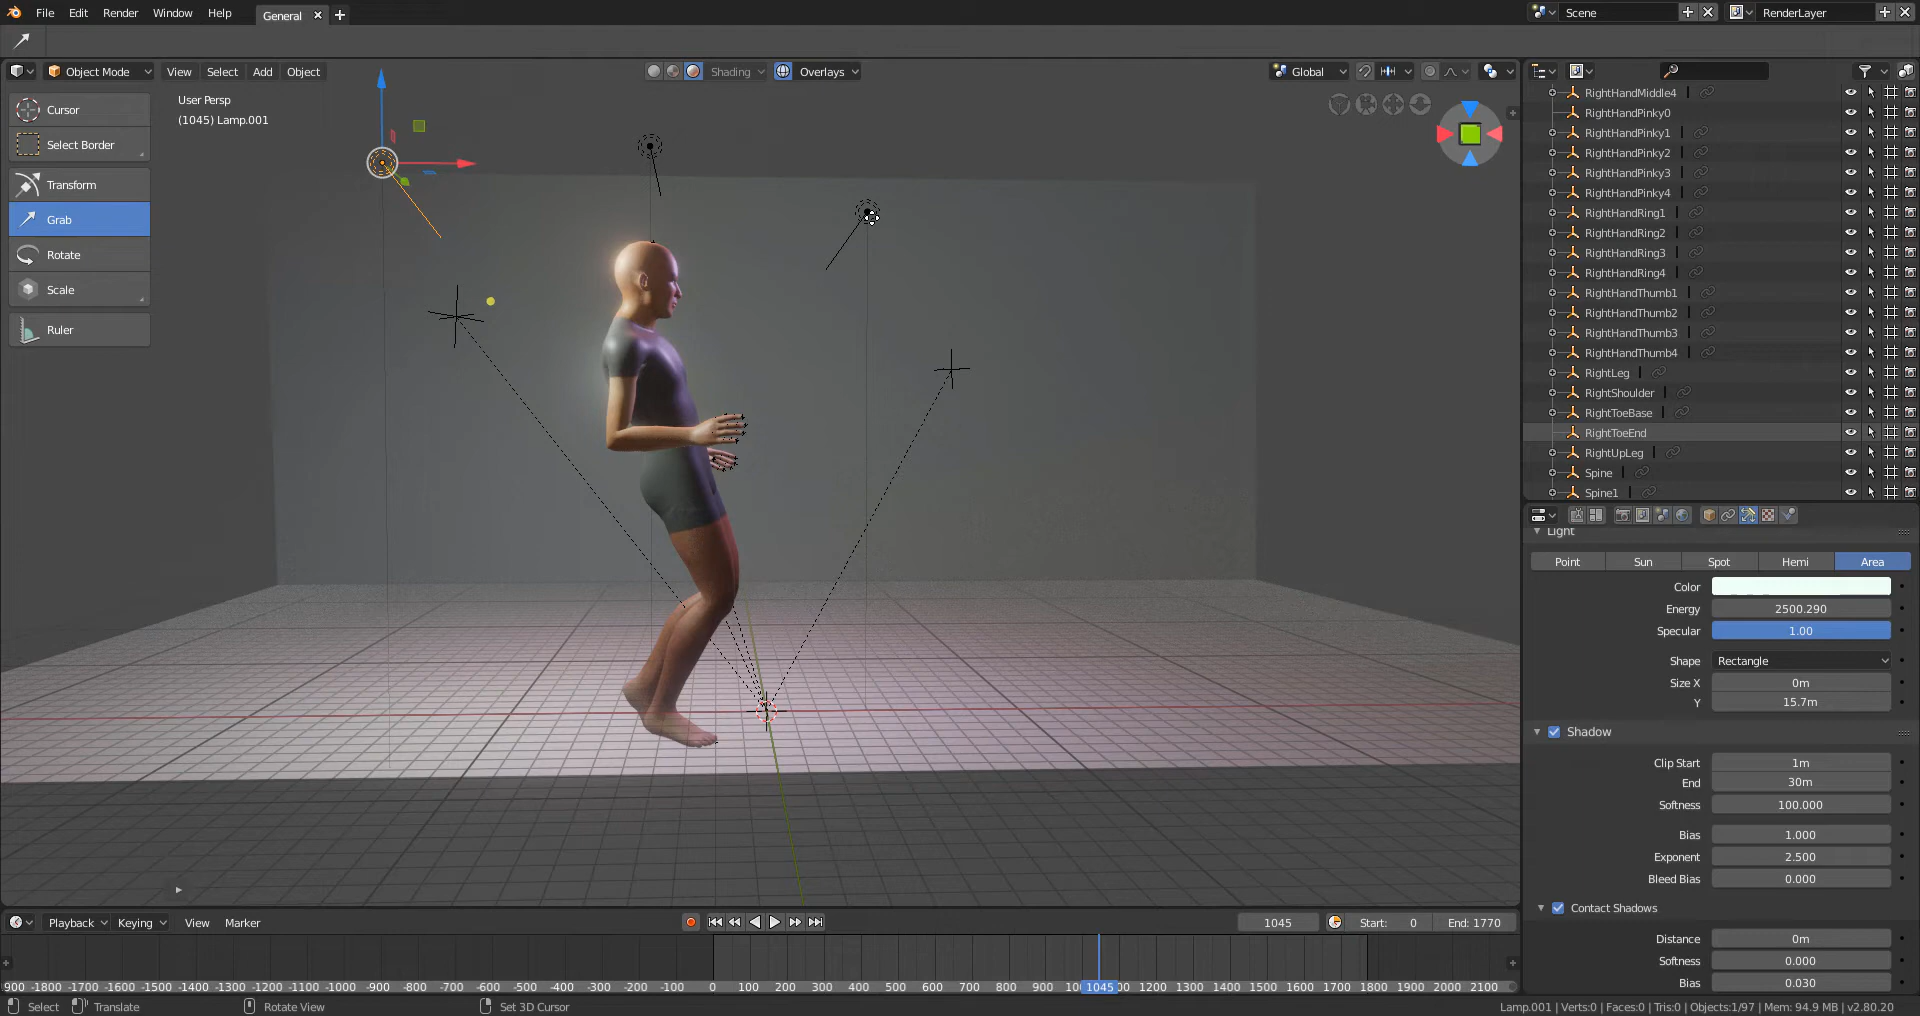 File Edit Render Window Help General Scene RenderLayer
Object Mode View Select Add Object Shading Overlays Global
User Persp
(1045) Lamp.001
Cursor
Select Border
Transform
Grab
Rotate
Scale
Ruler
RightHandMiddle4
RightHandPinky0
RightHandPinky1
RightHandPinky2
RightHandPinky3
RightHandPinky4
RightHandRing1
RightHandRing2
RightHandRing3
RightHandRing4
RightHandThumb1
RightHandThumb2
RightHandThumb3
RightHandThumb4
RightLeg
RightShoulder
RightToeBase
RightToeEnd
RightUpLeg
Spine
Spine1
Light
Point Sun Spot Hemi Area
Color
Energy 2500.290
Specular 1.00
Shape Rectangle
Size X 0m
Y 15.7m
Shadow
Clip Start 1m
End 30m
Softness 100.000
Bias 1.000
Exponent 2.500
Bleed Bias 0.000
Contact Shadows
Distance 0m
Softness 0.000
Bias 0.030
Playback Keying View Marker 1045 Start: 0 End: 1770
900 -1800 -1700 -1600 -1500 -1400 -1300 -1200 -1100 -1000 -900 -800 -700 -600 -500 -400 -300 -200 -100 0 100 200 300 400 500 600 700 800 900 1045 1200 1300 1400 1500 1600 1700 1800 1900 2000 2100
Select Translate Rotate View Set 3D Cursor Lamp.001 | Verts:0 | Faces:0 | Tris:0 | Objects:1/97 | Mem: 94.9 MB | v2.80.20